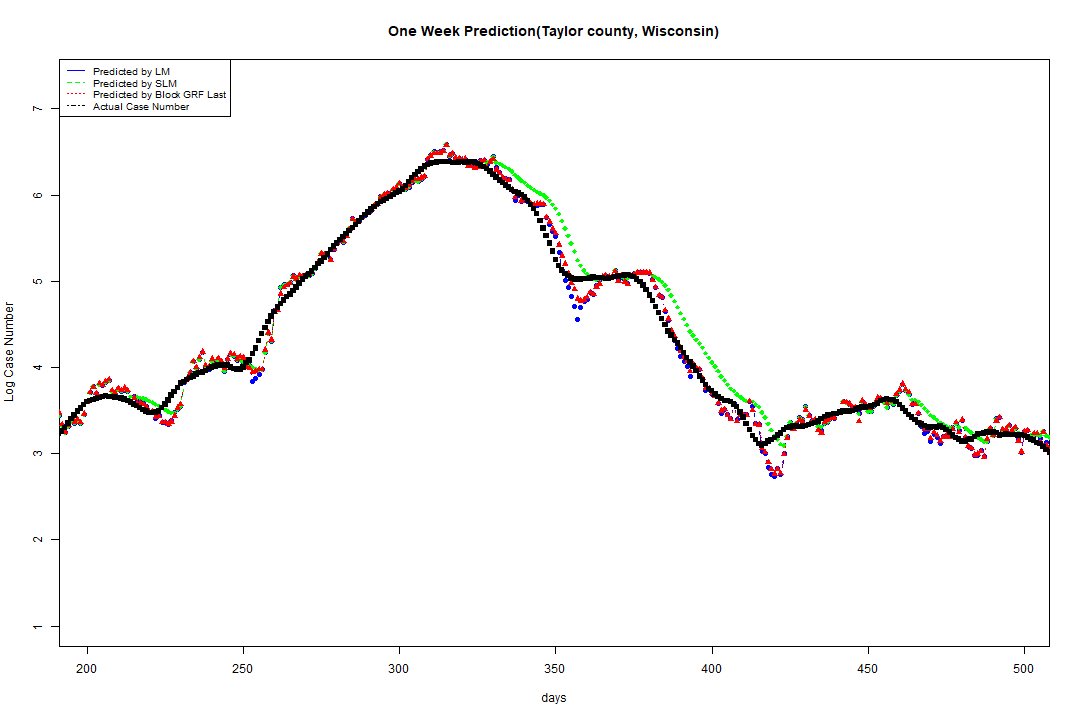 One Week Prediction(Taylor county, Wisconsin)
Predicted by LM
Predicted by SLM
Predicted by Block GRF Last
Actual Case Number
7
6
5
4
3
2
1
Log Case Number
200 250 300 350 400 450 500
days